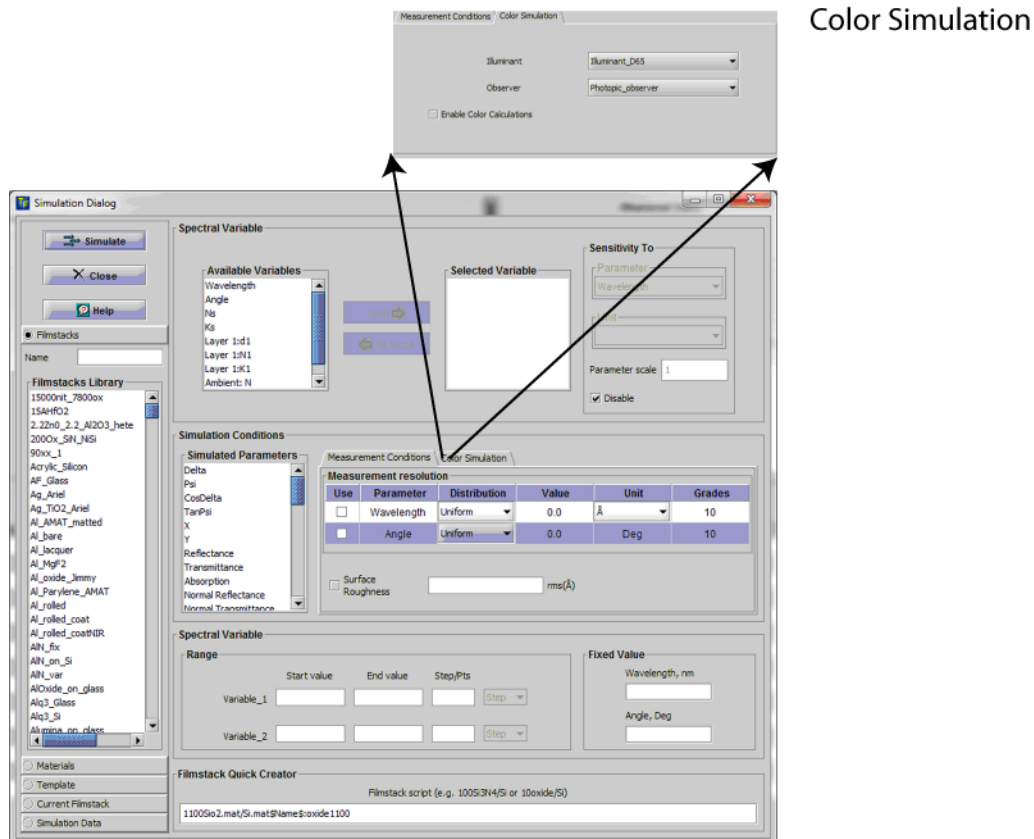 Color Simulation
Measurement Conditions Color Simulation
Illuminant Illuminant_D65
Observer Photopic_observer
Enable Color Calculations
Simulation Dialog
Simulate
Close
Help
Filmstacks
Name
Filmstacks Library
15000nit_7800ox
15AHfO2
2.2Zn0_2.2_Al2O3_hete
200Ox_SiN_NiSi
90xx_1
Acrylic_Silicon
AF_Glass
Ag_Ariel
Ag_TiO2_Ariel
Al_AMAT_matted
Al_bare
Al_lacquer
Al_MgF2
Al_oxide_Jimmy
Al_Parylene_AMAT
Al_rolled
Al_rolled_coat
Al_rolled_coatNIR
AlN_fix
AlN_on_Si
AlN_var
AlOxide_on_glass
Alq3_Glass
Alq3_Si
Alumina_on_glass
Materials
Template
Current Filmstack
Simulation Data
Spectral Variable
Available Variables
Wavelength
Angle
Ns
Ks
Layer 1:d1
Layer 1:N1
Layer 1:K1
Ambient: N
Selected Variable
Sensitivity To
Parameter
Wavelength
Parameter scale 1
Disable
Simulation Conditions
Simulated Parameters
Delta
Psi
CosDelta
TanPsi
X
Y
Reflectance
Transmittance
Absorption
Normal Reflectance
Normal Transmittance
Measurement Conditions Color Simulation
Measurement resolution
Use Parameter Distribution Value Unit Grades
Wavelength Uniform 0.0 Å 10
Angle Uniform 0.0 Deg 10
Surface
Roughness rms(Å)
Spectral Variable
Range
Start value End value Step/Pts
Variable_1 Step
Variable_2 Step
Fixed Value
Wavelength, nm
Angle, Deg
Filmstack Quick Creator
Filmstack script (e.g. 100Si3N4/Si or 10oxide/Si)
1100Sio2.mat/Si.mat$Name$:oxide1100